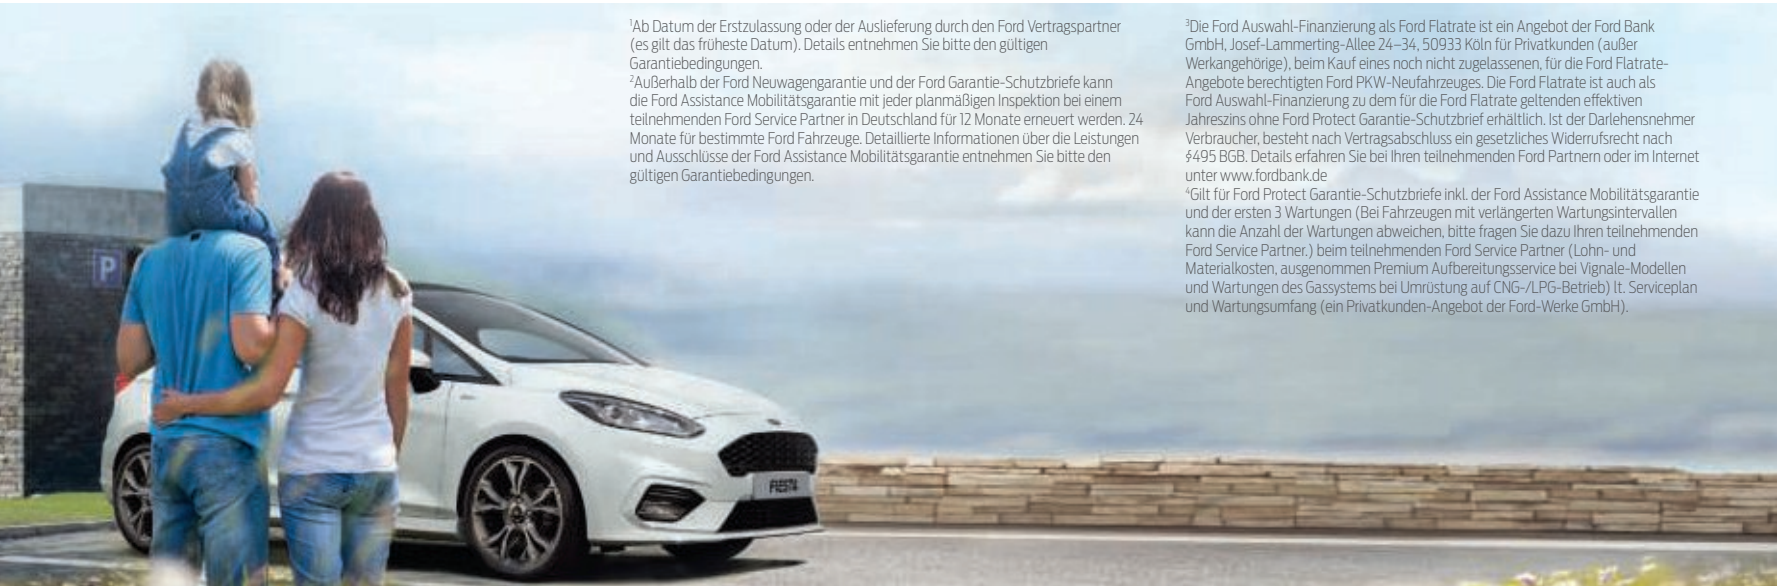 P
FIESTA
¹Ab Datum der Erstzulassung oder der Auslieferung durch den Ford Vertragspartner
(es gilt das früheste Datum). Details entnehmen Sie bitte den gültigen
Garantiebedingungen.
²Außerhalb der Ford Neuwagengarantie und der Ford Garantie-Schutzbriefe kann
die Ford Assistance Mobilitätsgarantie mit jeder planmäßigen Inspektion bei einem
teilnehmenden Ford Service Partner in Deutschland für 12 Monate erneuert werden. 24
Monate für bestimmte Ford Fahrzeuge. Detaillierte Informationen über die Leistungen
und Ausschlüsse der Ford Assistance Mobilitätsgarantie entnehmen Sie bitte den
gültigen Garantiebedingungen.
³Die Ford Auswahl-Finanzierung als Ford Flatrate ist ein Angebot der Ford Bank
GmbH, Josef-Lammerting-Allee 24–34, 50933 Köln für Privatkunden (außer
Werkangehörige), beim Kauf eines noch nicht zugelassenen, für die Ford Flatrate-
Angebote berechtigten Ford PKW-Neufahrzeuges. Die Ford Flatrate ist auch als
Ford Auswahl-Finanzierung zu dem für die Ford Flatrate geltenden effektiven
Jahreszins ohne Ford Protect Garantie-Schutzbrief erhältlich. Ist der Darlehensnehmer
Verbraucher, besteht nach Vertragsabschluss ein gesetzliches Widerrufsrecht nach
§495 BGB. Details erfahren Sie bei Ihren teilnehmenden Ford Partnern oder im Internet
unter www.fordbank.de
⁴Gilt für Ford Protect Garantie-Schutzbriefe inkl. der Ford Assistance Mobilitätsgarantie
und der ersten 3 Wartungen (Bei Fahrzeugen mit verlängerten Wartungsintervallen
kann die Anzahl der Wartungen abweichen, bitte fragen Sie dazu Ihren teilnehmenden
Ford Service Partner.) beim teilnehmenden Ford Service Partner (Lohn- und
Materialkosten, ausgenommen Premium Aufbereitungsservice bei Vignale-Modellen
und Wartungen des Gassystems bei Umrüstung auf CNG-/LPG-Betrieb) lt. Serviceplan
und Wartungsumfang (ein Privatkunden-Angebot der Ford-Werke GmbH).